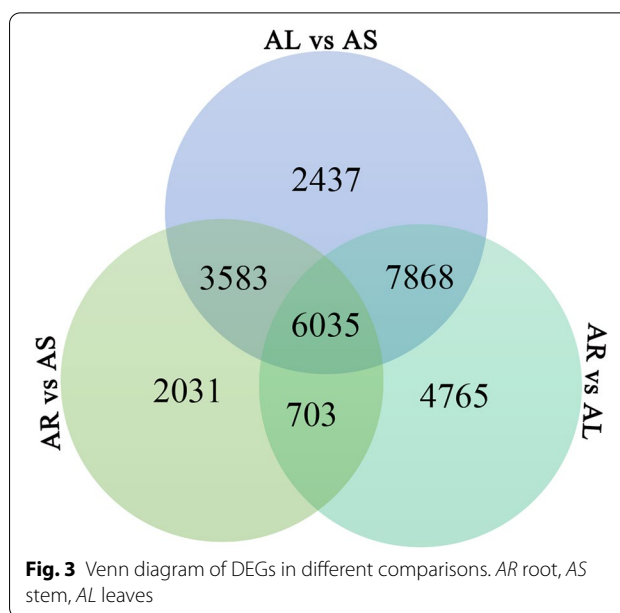 AL vs AS
2437
3583
7868
6035
AR vs AS
2031
703
4765
AR vs AL
Fig. 3 Venn diagram of DEGs in different comparisons. AR root, AS
stem, AL leaves